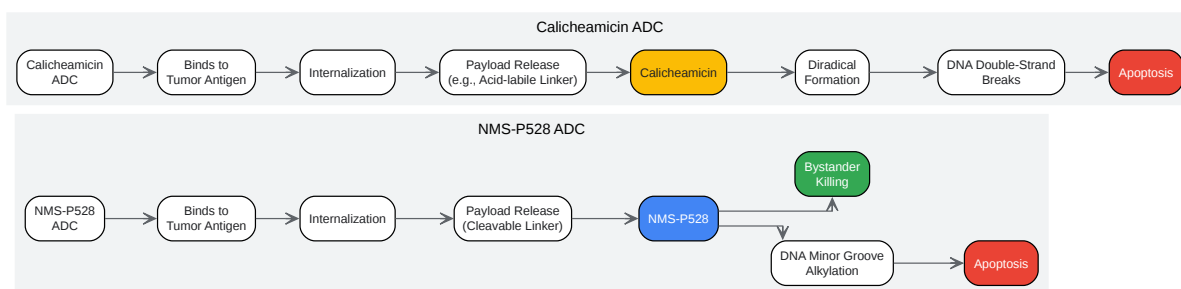 Calicheamicin ADC
Calicheamicin
ADC
Binds to
Tumor Antigen
Internalization
Payload Release
(e.g., Acid-labile Linker)
Calicheamicin
Diradical
Formation
DNA Double-Strand
Breaks
Apoptosis
NMS-P528 ADC
NMS-P528
ADC
Binds to
Tumor Antigen
Internalization
Payload Release
(Cleavable Linker)
NMS-P528
Bystander
Killing
DNA Minor Groove
Alkylation
Apoptosis